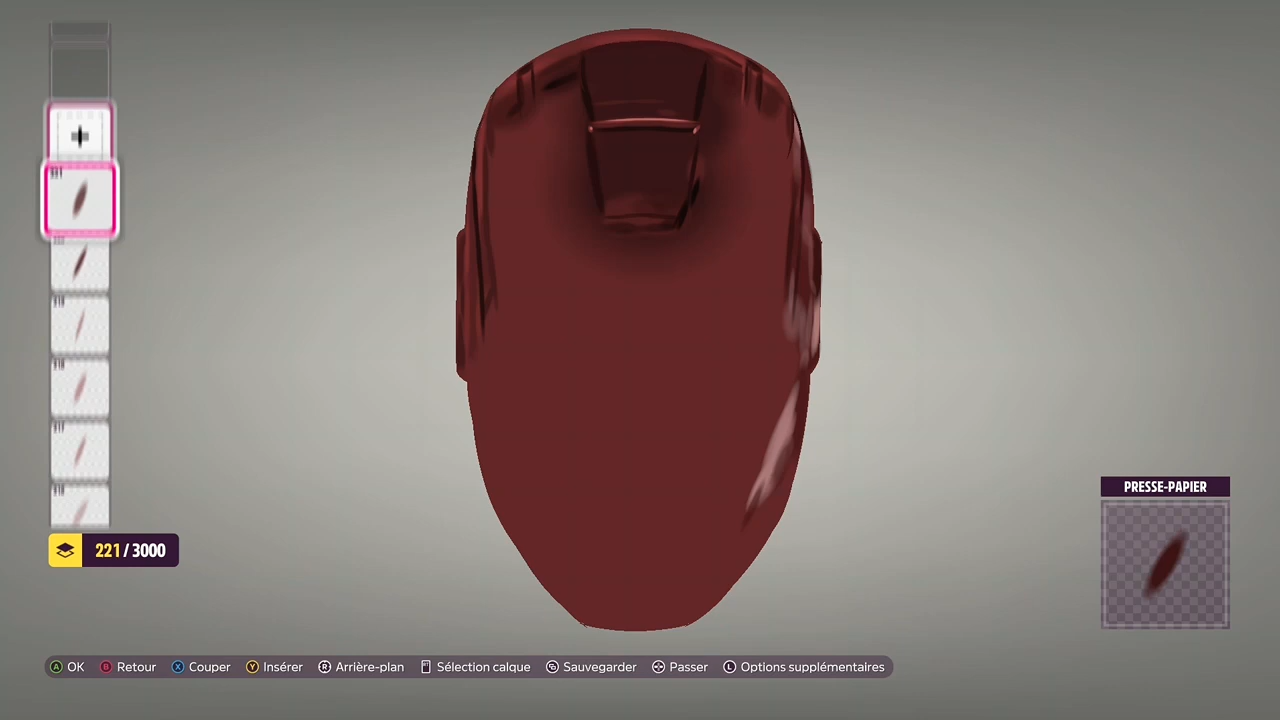 221 / 3000
PRESSE-PAPIER
OK Retour Couper Insérer Arrière-plan Sélection calque Sauvegarder Passer Options supplémentaires